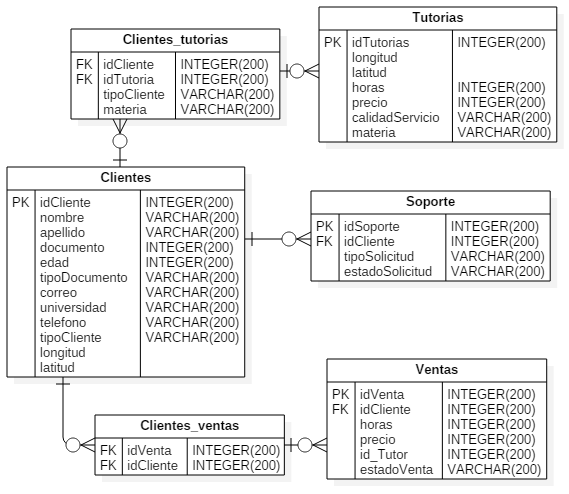 Clientes_tutorias
FK idCliente INTEGER(200)
FK idTutoria INTEGER(200)
tipoCliente VARCHAR(200)
materia VARCHAR(200)
Tutorias
PK idTutorias INTEGER(200)
longitud
latitud
horas INTEGER(200)
precio INTEGER(200)
calidadServicio VARCHAR(200)
materia VARCHAR(200)
Clientes
PK idCliente INTEGER(200)
nombre VARCHAR(200)
apellido VARCHAR(200)
documento INTEGER(200)
edad INTEGER(200)
tipoDocumento VARCHAR(200)
correo VARCHAR(200)
universidad VARCHAR(200)
telefono VARCHAR(200)
tipoCliente VARCHAR(200)
longitud
latitud
Soporte
PK idSoporte INTEGER(200)
FK idCliente INTEGER(200)
tipoSolicitud VARCHAR(200)
estadoSolicitud VARCHAR(200)
Ventas
PK idVenta INTEGER(200)
FK idCliente INTEGER(200)
horas INTEGER(200)
precio INTEGER(200)
id_Tutor INTEGER(200)
estadoVenta VARCHAR(200)
Clientes_ventas
FK idVenta INTEGER(200)
FK idCliente INTEGER(200)